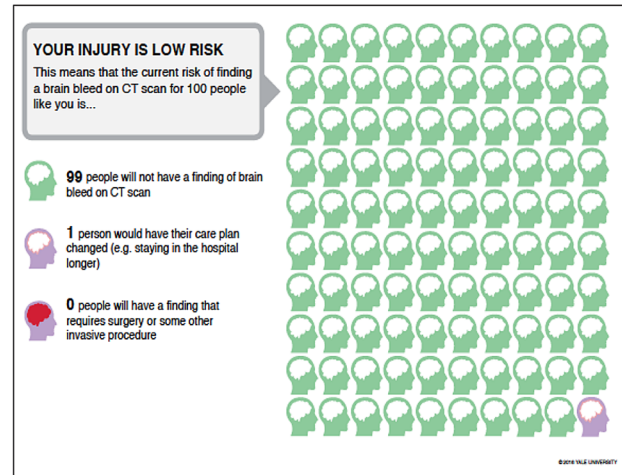 YOUR INJURY IS LOW RISK
This means that the current risk of finding
a brain bleed on CT scan for 100 people
like you is...
99 people will not have a finding of brain
bleed on CT scan
1 person would have their care plan
changed (e.g. staying in the hospital
longer)
0 people will have a finding that
requires surgery or some other
invasive procedure
©2016 YALE UNIVERSITY